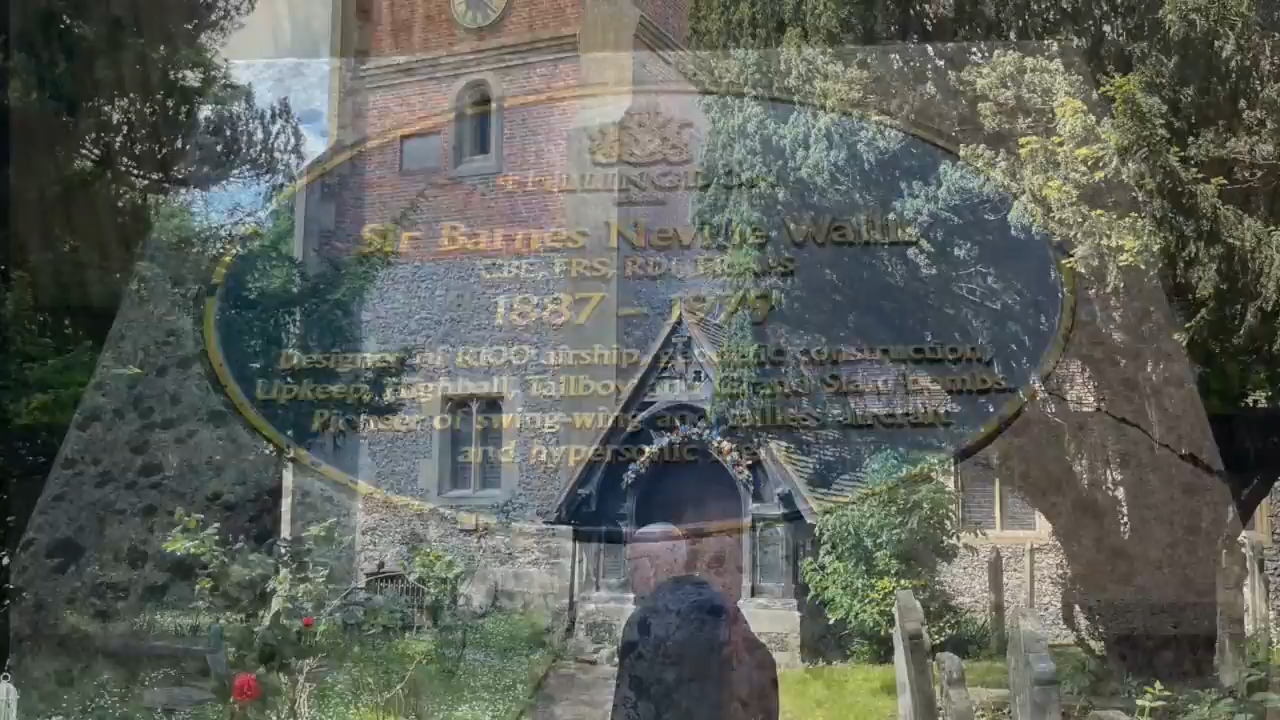 HILLINGDON
Sir Barnes Neville Wallis
CBE, FRS, RDI, FRAeS
1887 – 1979
Designer of R100 airship, geodetic construction,
Upkeep, Highball, Tallboy and Grand Slam bombs.
Pioneer of swing-wing and tailless aircraft
and hypersonic